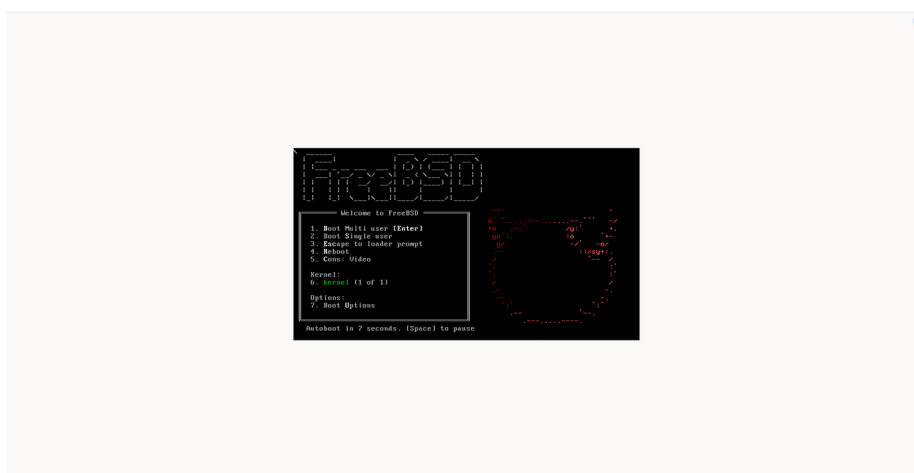 FreeBSD
Welcome to FreeBSD
1. Boot Multi user [Enter]
2. Boot Single user
3. Escape to loader prompt
4. Reboot
5. Cons: Video
Kernel:
6. kernel (1 of 1)
Options:
7. Boot Options
Autoboot in 7 seconds. [Space] to pause